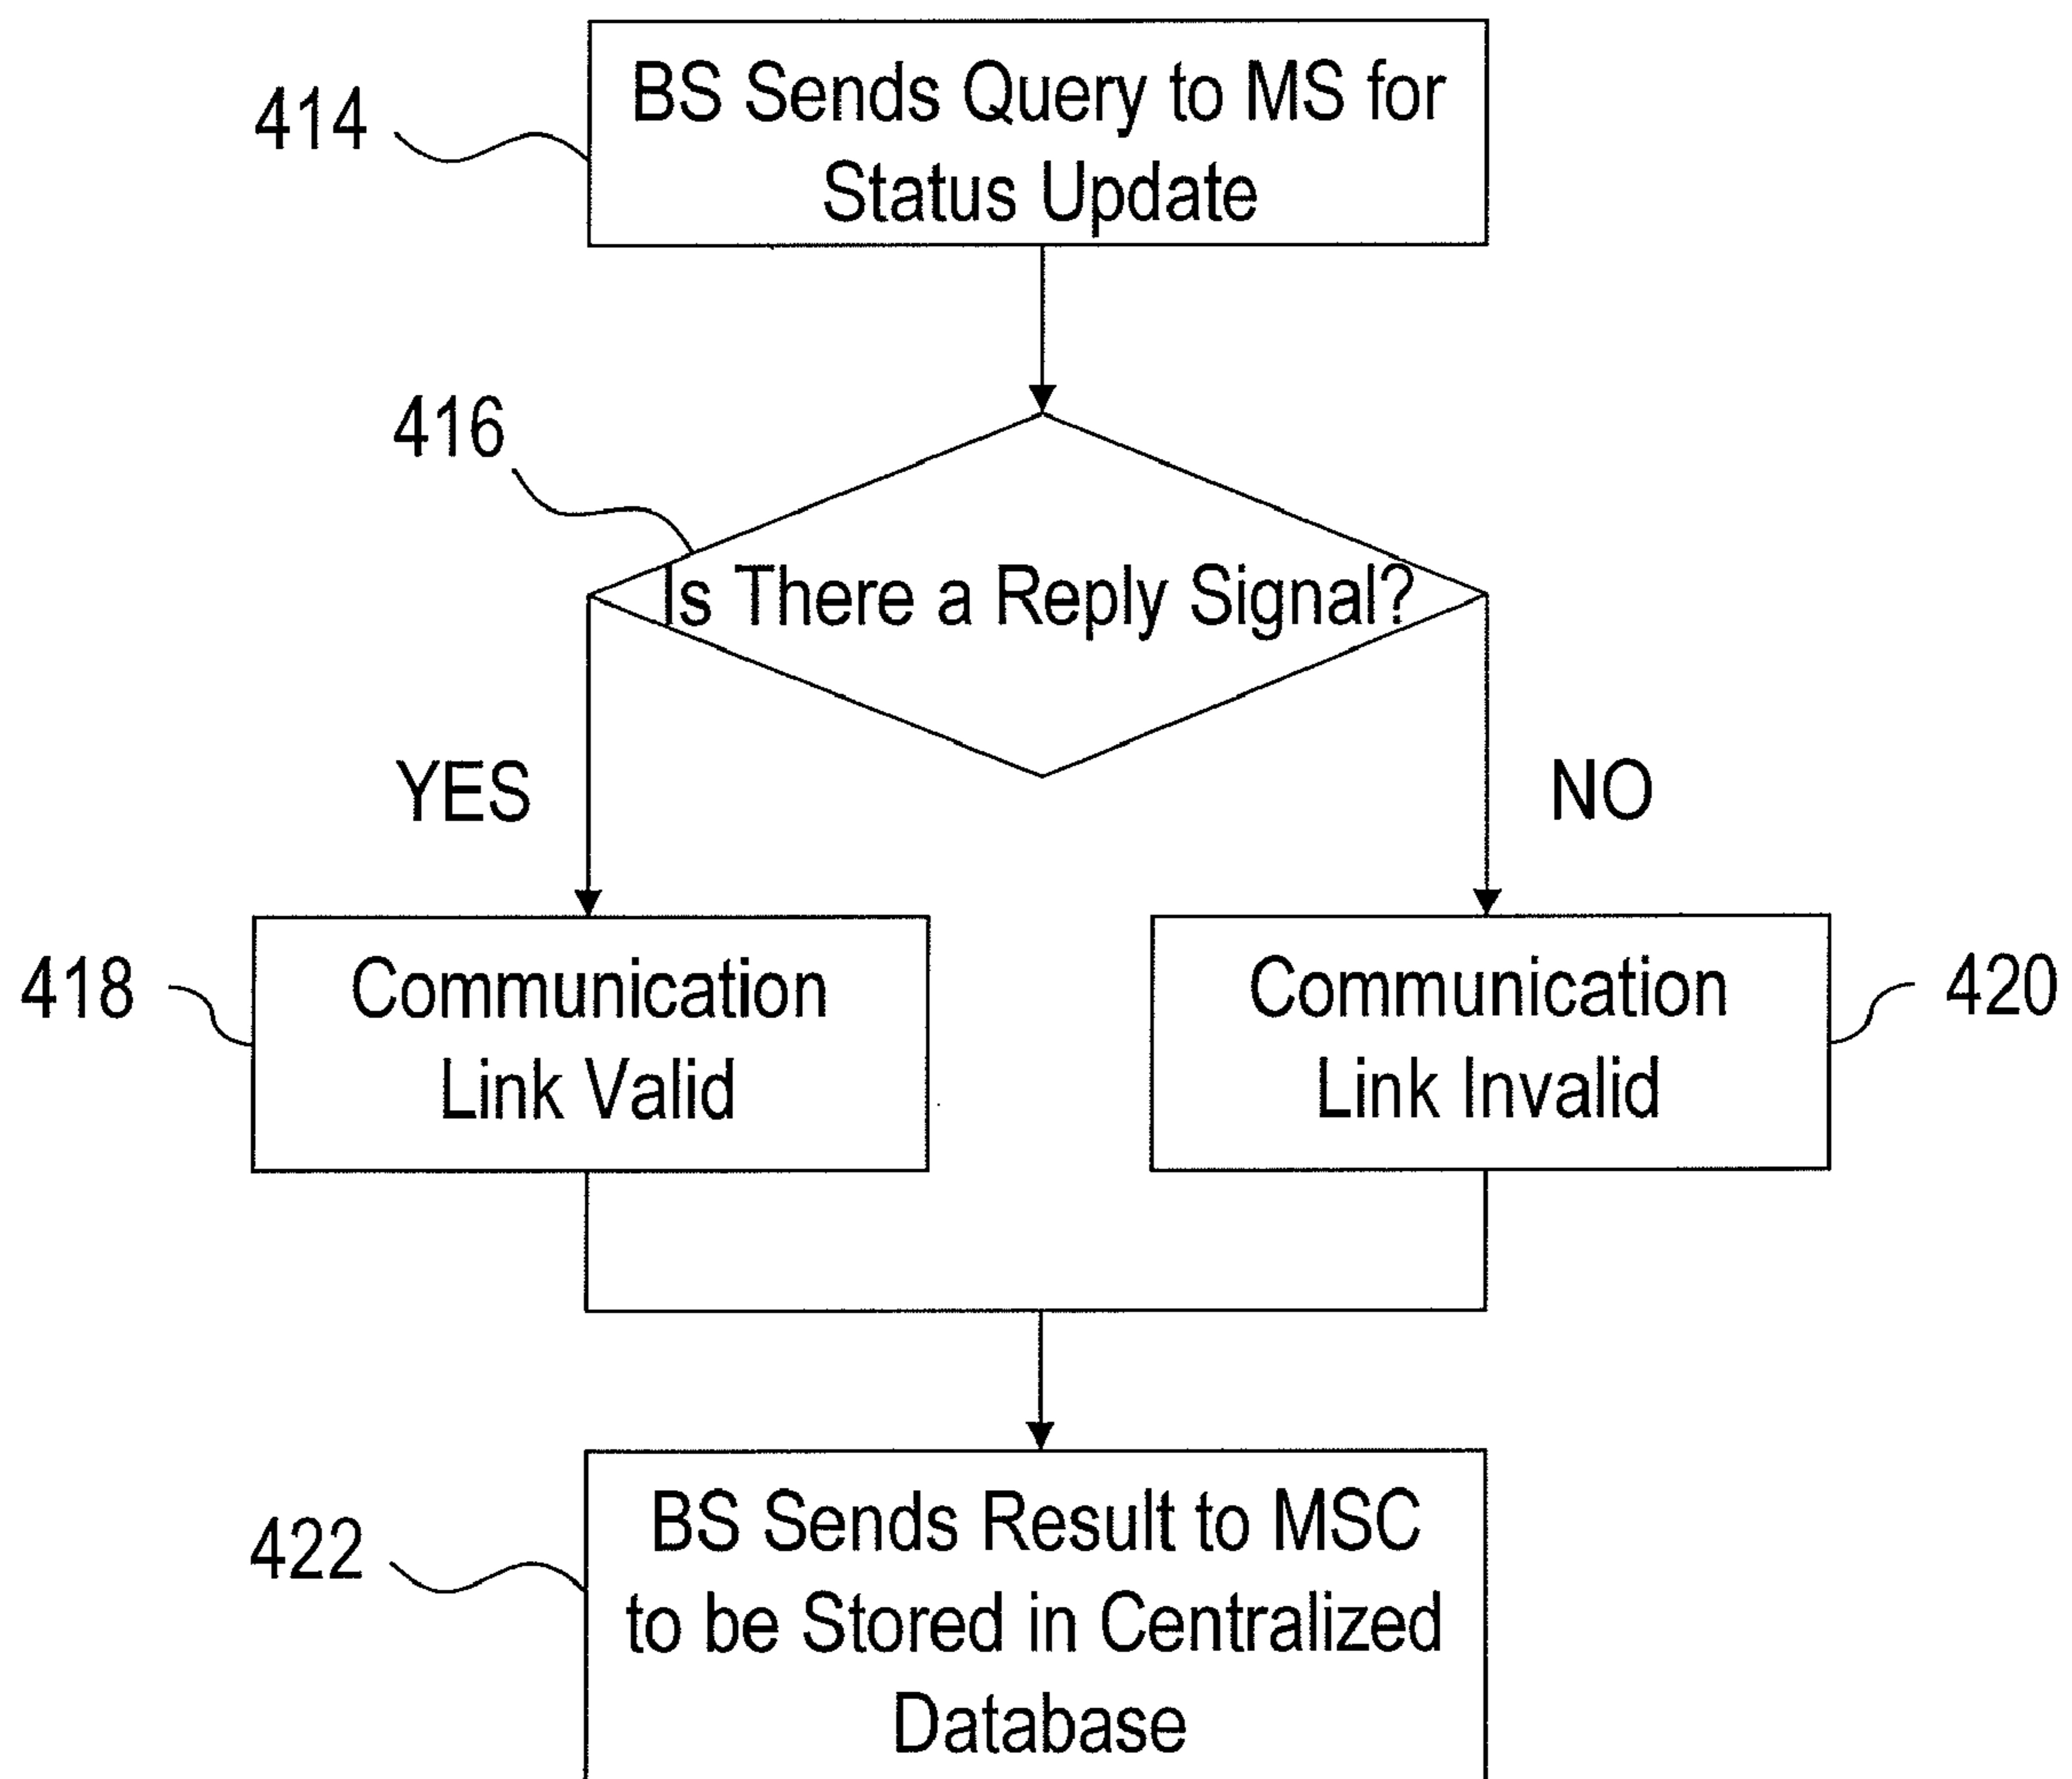 414
BS Sends Query to MS for
Status Update
416
Is There a Reply Signal?
YES
NO
418
Communication
Link Valid
Communication
Link Invalid
420
422
BS Sends Result to MSC
to be Stored in Centralized
Database